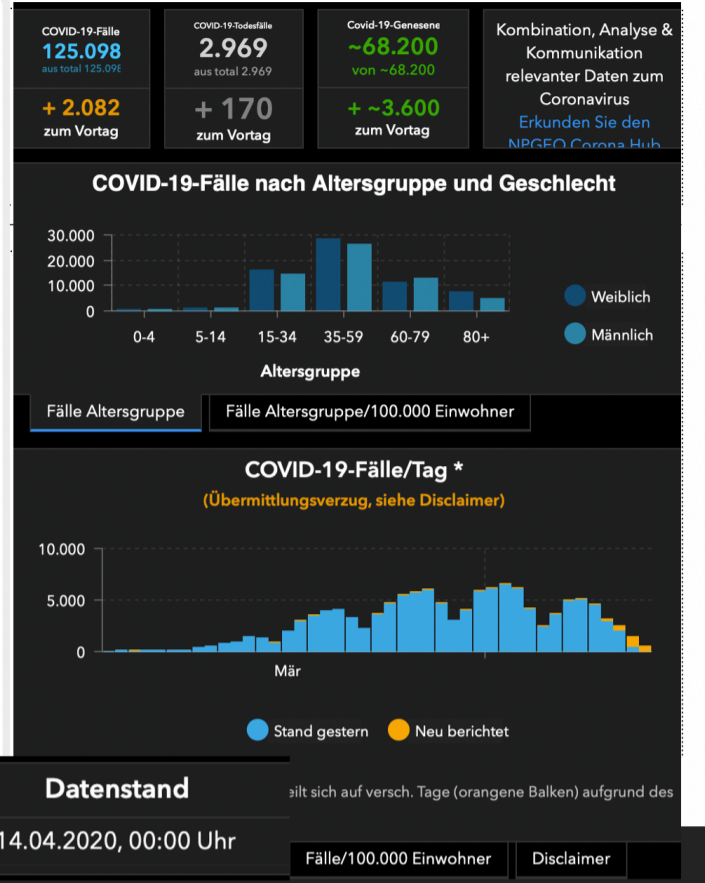 COVID-19-Fälle
125.098
aus total 125.098
+ 2.082
zum Vortag
COVID-19-Todesfälle
2.969
aus total 2.969
+ 170
zum Vortag
Covid-19-Genesene
~68.200
von ~68.200
+ ~3.600
zum Vortag
Kombination, Analyse &
Kommunikation
relevanter Daten zum
Coronavirus
Erkunden Sie den
NPGEO Corona Hub
COVID-19-Fälle nach Altersgruppe und Geschlecht
30.000
20.000
10.000
0
0-4 5-14 15-34 35-59 60-79 80+
Altersgruppe
Weiblich
Männlich
Fälle Altersgruppe Fälle Altersgruppe/100.000 Einwohner
COVID-19-Fälle/Tag *
(Übermittlungsverzug, siehe Disclaimer)
10.000
5.000
0
Mär
Stand gestern Neu berichtet
eilt sich auf versch. Tage (orangene Balken) aufgrund des
Datenstand
14.04.2020, 00:00 Uhr
Fälle/100.000 Einwohner Disclaimer